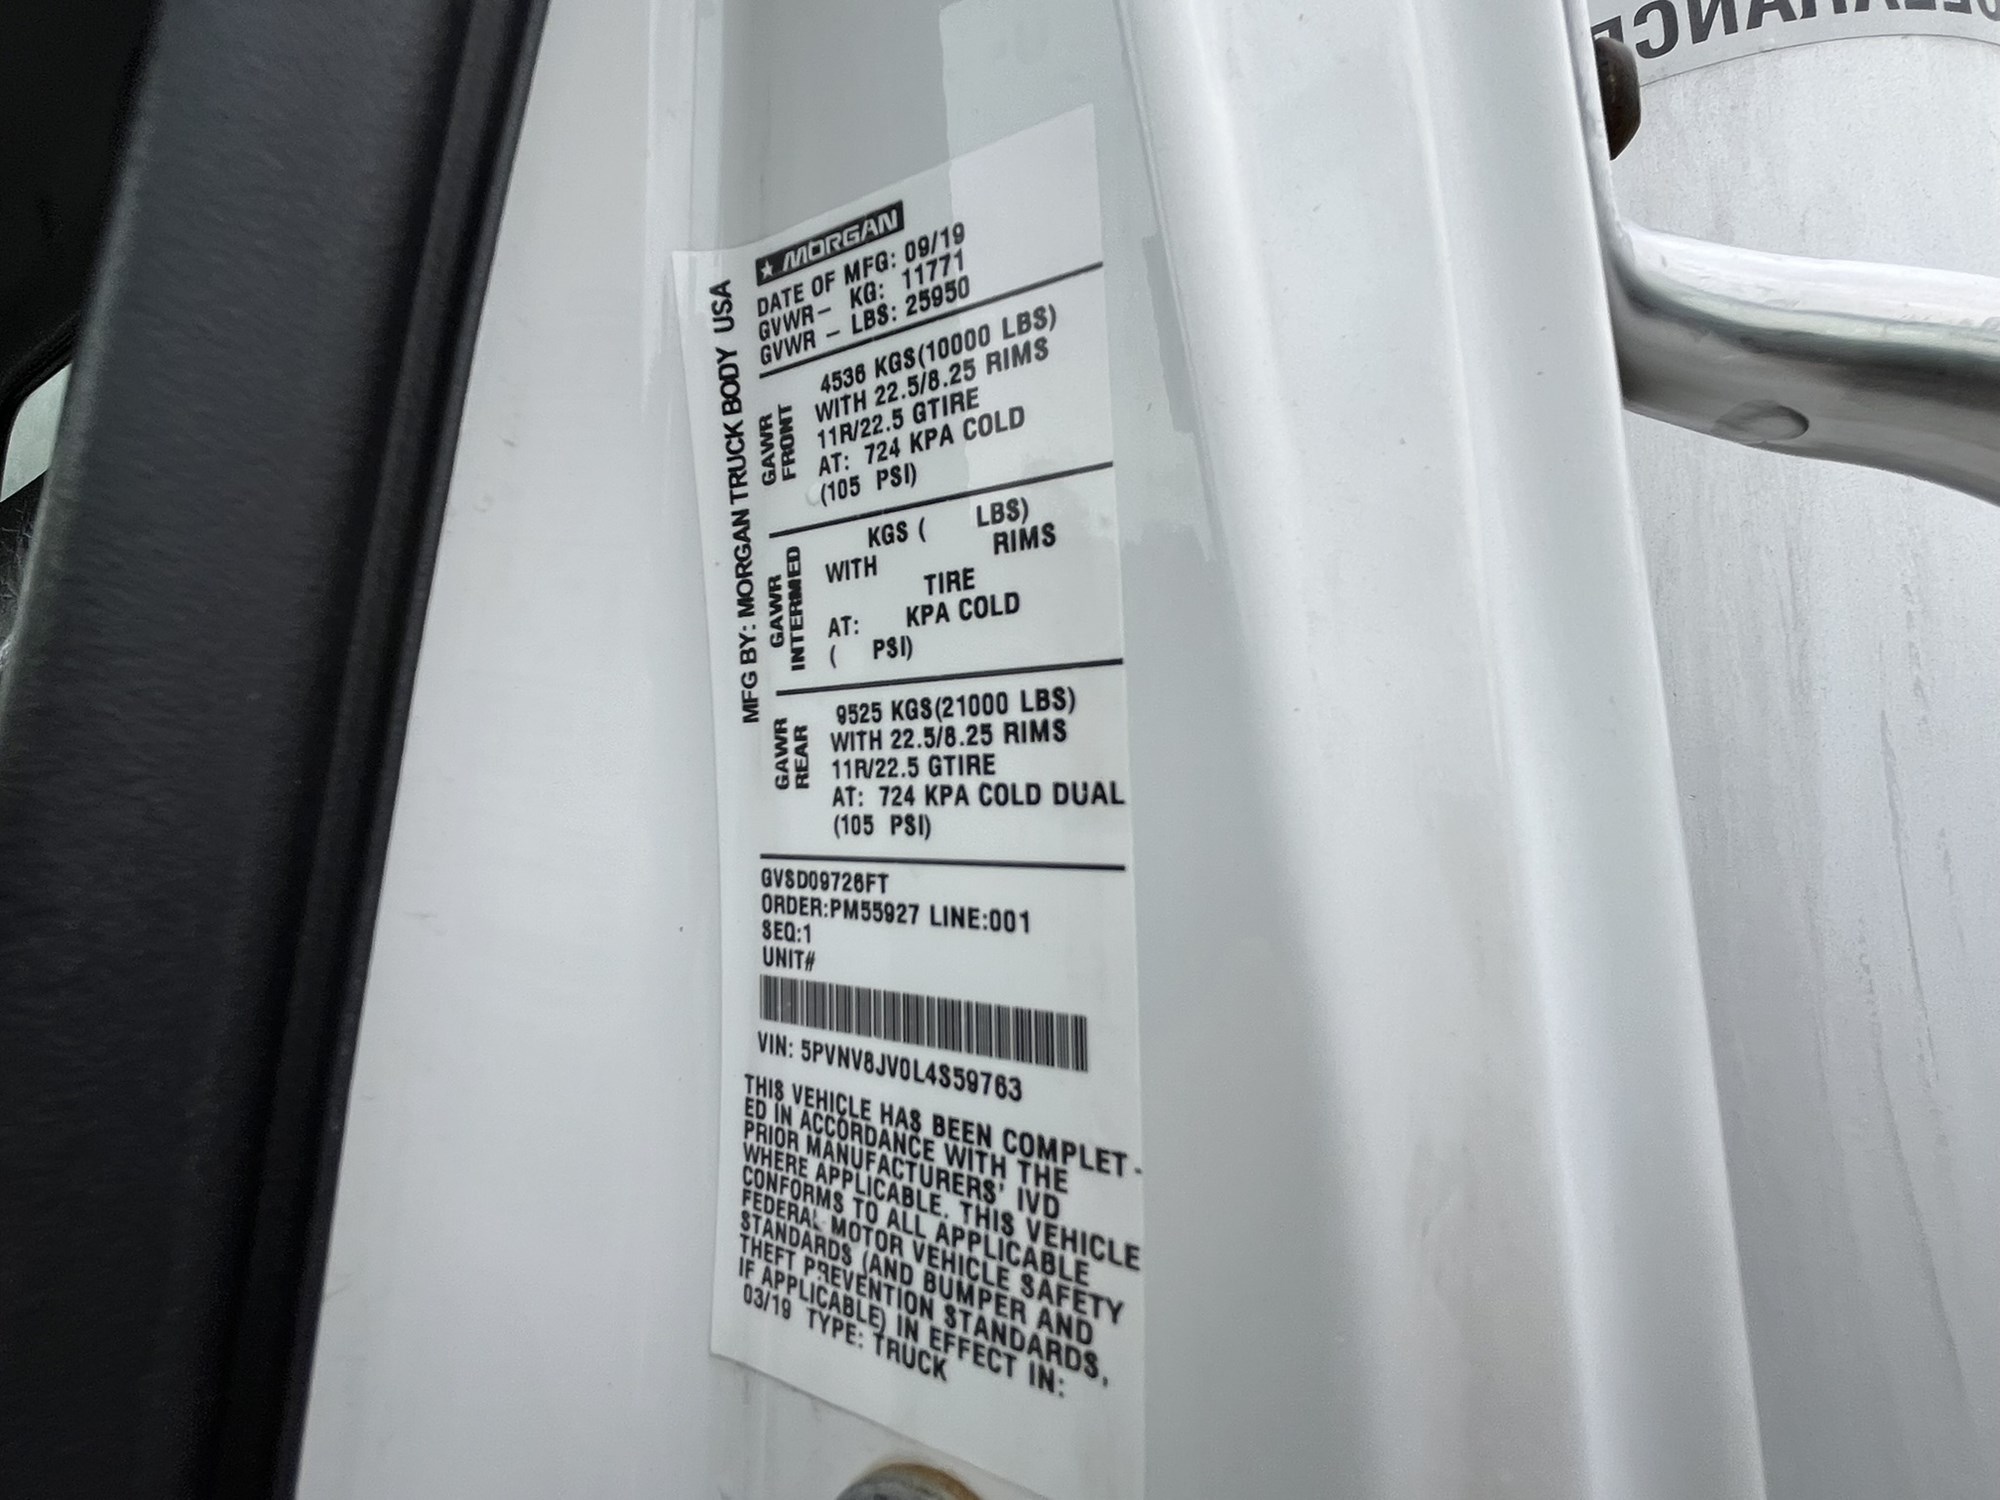 MORGAN
DATE OF MFG: 09/19
GVWR- KG: 11771
GVWR - LBS: 25950
MFG BY: MORGAN TRUCK BODY USA
GAWR
FRONT
4536 KGS(10000 LBS)
WITH 22.5/8.25 RIMS
11R/22.5 GTIRE
AT: 724 KPA COLD
(105 PSI)
GAWR
INTERMED
KGS ( LBS)
WITH RIMS
TIRE
AT: KPA COLD
( PSI)
GAWR
REAR
9525 KGS(21000 LBS)
WITH 22.5/8.25 RIMS
11R/22.5 GTIRE
AT: 724 KPA COLD DUAL
(105 PSI)
GVSD09726FT
ORDER:PM55927 LINE:001
SEQ:1
UNIT#
VIN: 5PVNV8JV0L4S59763
THIS VEHICLE HAS BEEN COMPLET-
ED IN ACCORDANCE WITH THE
PRIOR MANUFACTURERS' IVD
WHERE APPLICABLE. THIS VEHICLE
CONFORMS TO ALL APPLICABLE
FEDERAL MOTOR VEHICLE SAFETY
STANDARDS (AND BUMPER AND
THEFT PREVENTION STANDARDS,
IF APPLICABLE) IN EFFECT IN:
03/19 TYPE: TRUCK